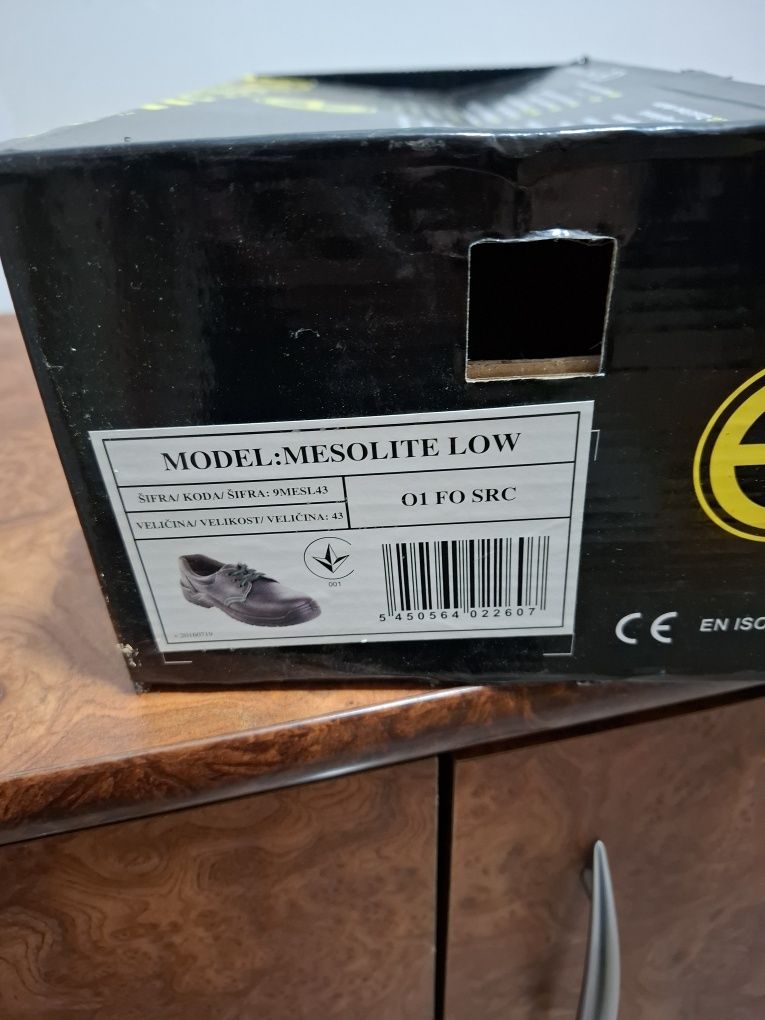 MODEL:MESOLITE LOW
ŠIFRA/ KODA/ ŠIFRA: 9MESL43
VELIČINA/ VELIKOST/ VELIČINA: 43
O1 FO SRC
001
5 450564 022607
v 20160719
CE EN ISO